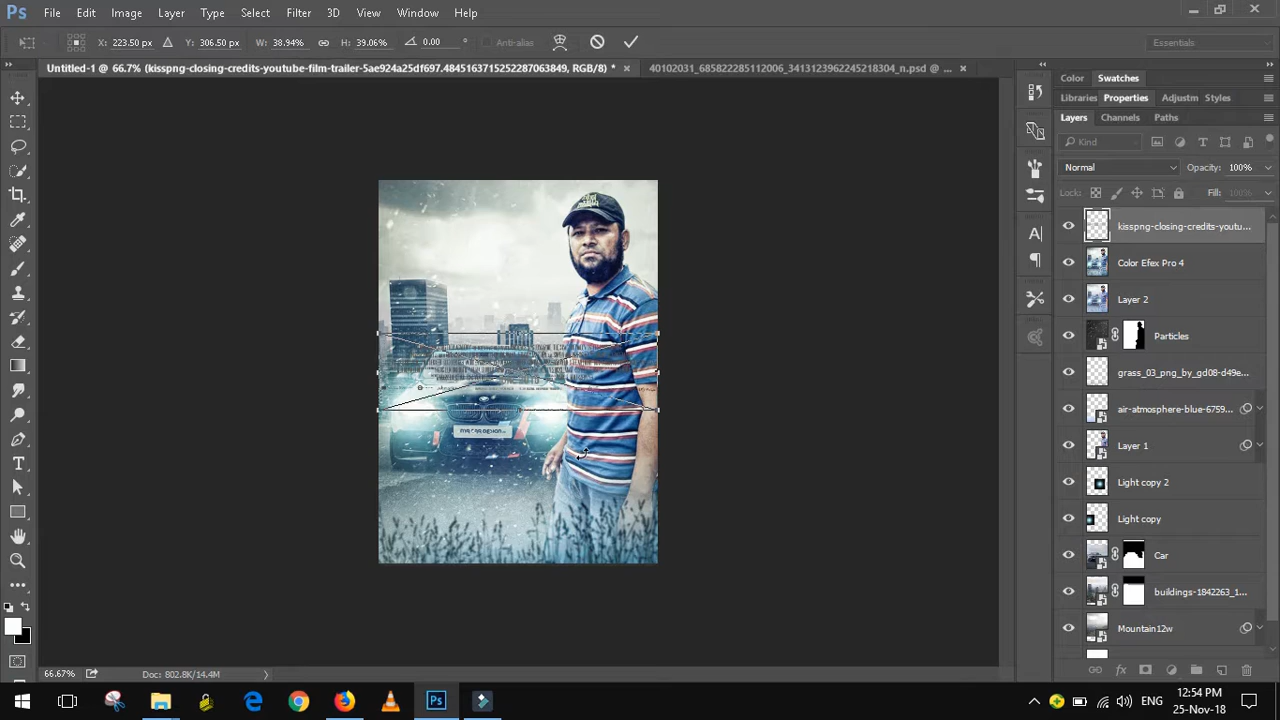 Ps File Edit Image Layer Type Select Filter 3D View Window Help
X: 223.50 px Y: 306.50 px W: 38.94% H: 39.06% 0.00 ° Anti-alias Essentials
Untitled-1 @ 66.7% (kisspng-closing-credits-youtube-film-trailer-5ae924a25df697.4845163715252287063849, RGB/8) * × 40102031_685822285112006_3413123962245218304_n.psd @ ... ×
Color Swatches
Libraries Properties Adjustm Styles
Layers Channels Paths
Kind
Normal Opacity: 100%
Lock: Fill: 100%
kisspng-closing-credits-youtu...
Color Efex Pro 4
Layer 2
Particles
grass_03_png_by_gd08-d49e...
air-atmosphere-blue-6759...
Layer 1
Light copy 2
Light copy
Car
buildings-1842263_1...
Mountain12w
66.67% Doc: 802.8K/14.4M
ENG 12:54 PM
25-Nov-18